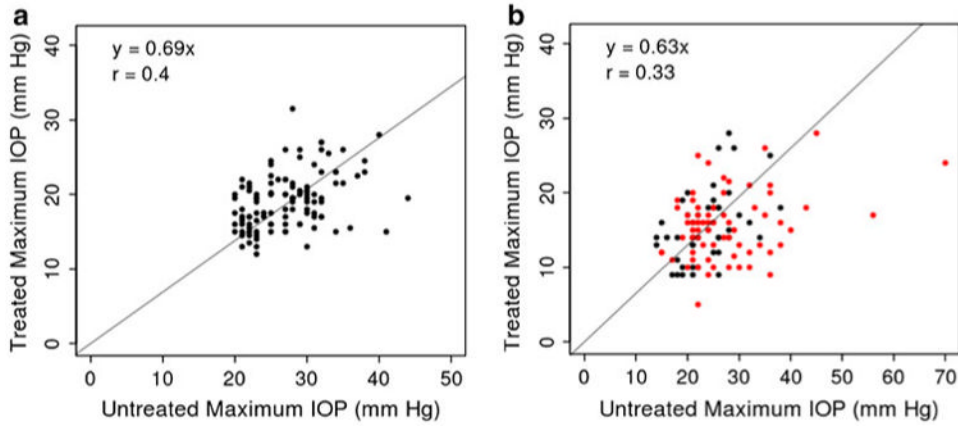 a
y = 0.69x
r = 0.4
Treated Maximum IOP (mm Hg)
0 10 20 30 40
0 10 20 30 40 50
Untreated Maximum IOP (mm Hg)
b
y = 0.63x
r = 0.33
Treated Maximum IOP (mm Hg)
0 10 20 30 40
0 10 20 30 40 50 60 70
Untreated Maximum IOP (mm Hg)